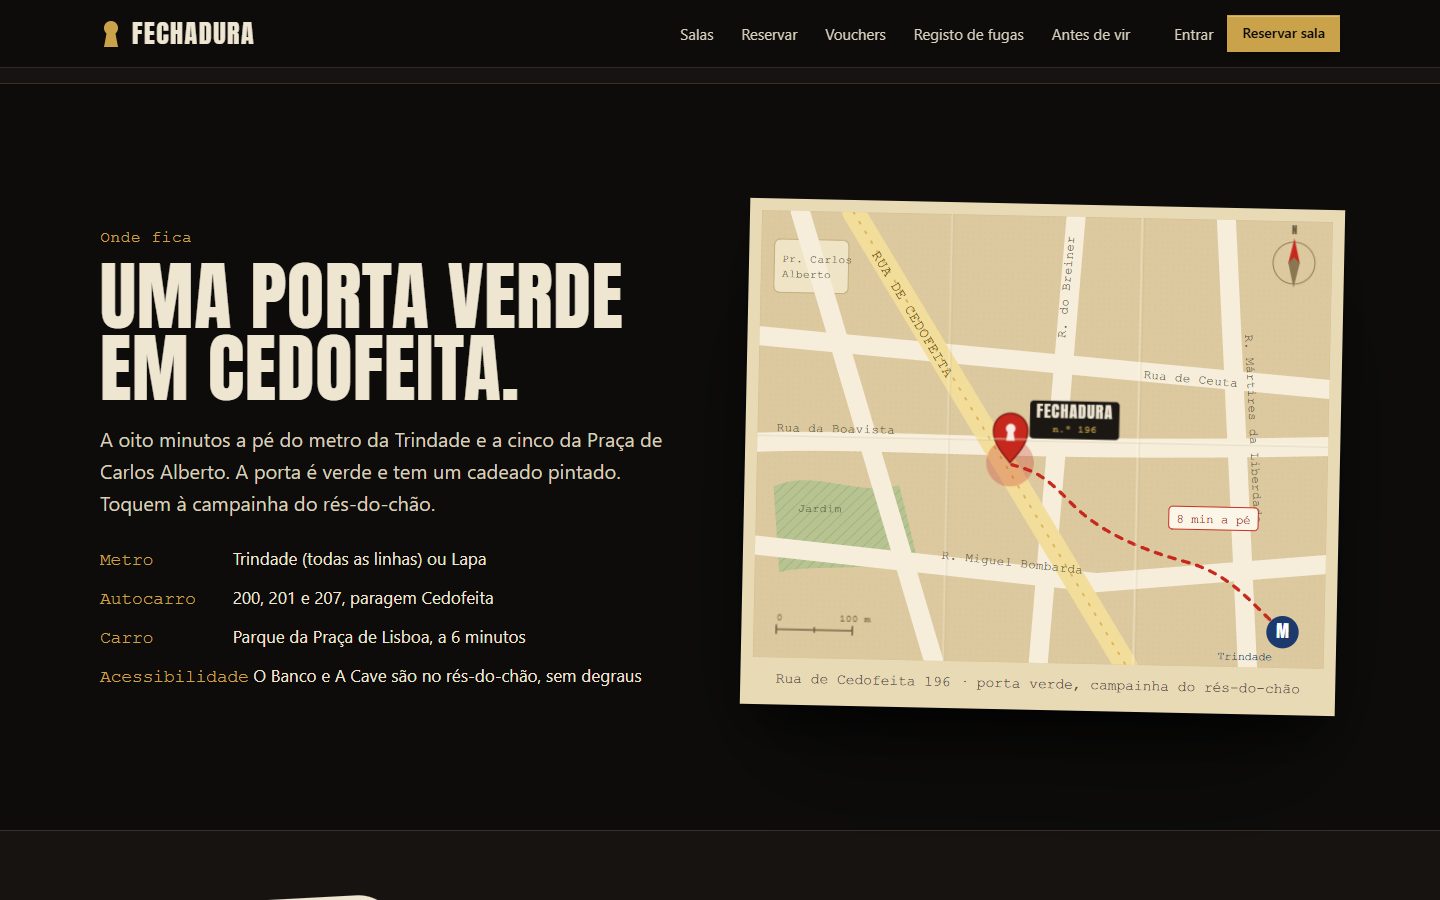 FECHADURA
Salas Reservar Vouchers Registo de fugas Antes de vir Entrar Reservar sala
Onde fica
UMA PORTA VERDE
EM CEDOFEITA.
A oito minutos a pé do metro da Trindade e a cinco da Praça de
Carlos Alberto. A porta é verde e tem um cadeado pintado.
Toquem à campainha do rés-do-chão.
Metro Trindade (todas as linhas) ou Lapa
Autocarro 200, 201 e 207, paragem Cedofeita
Carro Parque da Praça de Lisboa, a 6 minutos
Acessibilidade O Banco e A Cave são no rés-do-chão, sem degraus
N
Pr. Carlos
Alberto
RUA DE CEDOFEITA
R. do Breiner
R. Mártires da Liberdade
Rua de Ceuta
FECHADURA
n.º 196
Rua da Boavista
Jardim
8 min a pé
R. Miguel Bombarda
0 100 m
M
Trindade
Rua de Cedofeita 196 · porta verde, campainha do rés-do-chão